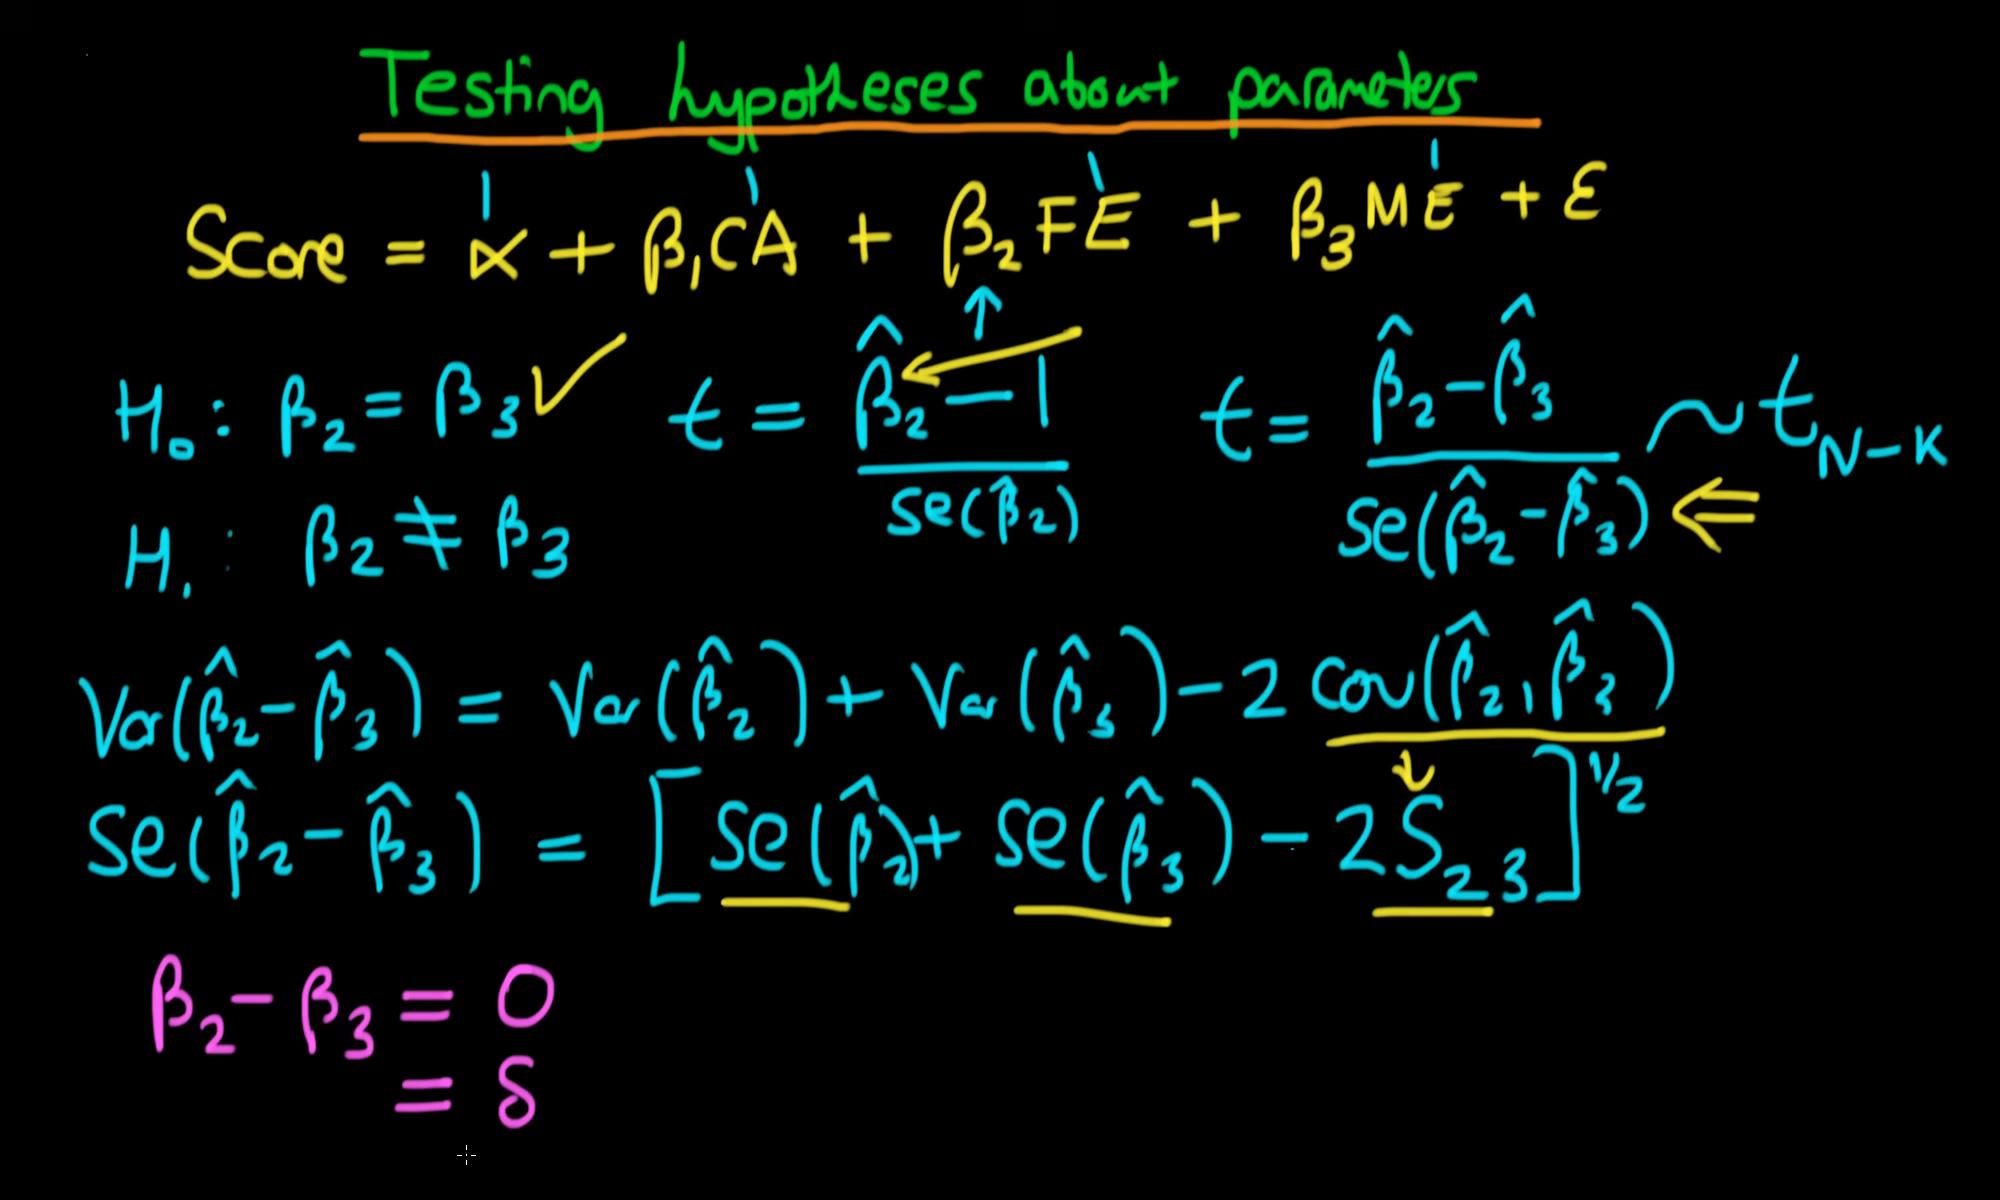 Testing hypotheses about parameters
Score = α + β₁CA + β₂FE + β₃ME + ε
H₀: β₂ = β₃ ✓ t = (β̂₂ − 1) / se(β̂₂) t = (β̂₂ − β̂₃) / se(β̂₂ − β̂₃) ~ t_{N−K}
H₁: β₂ ≠ β₃
Var(β̂₂ − β̂₃) = Var(β̂₂) + Var(β̂₃) − 2 cov(β̂₂, β̂₃)
se(β̂₂ − β̂₃) = [se(β̂₂) + se(β̂₃) − 2S₂₃]^{1/2}
β₂ − β₃ = 0
= δ